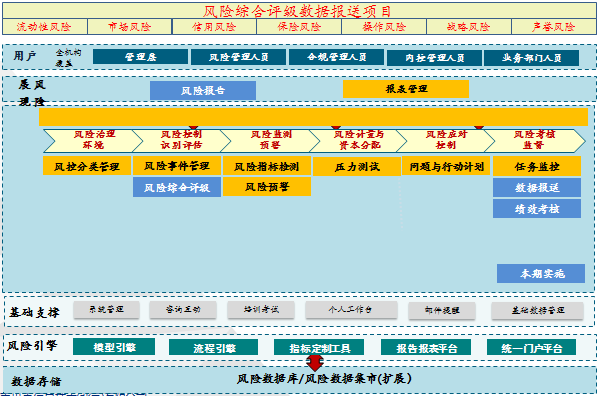 风险综合评级数据报送项目
流动性风险 市场风险 信用风险 保险风险 操作风险 战略风险 声誉风险
用户 全机构覆盖 管理层 风险管理人员 合规管理人员 内控管理人员 业务部门人员
展现 风险 风险报告 报表管理
风险治理环境 风险控制识别评估 风险监测预警 风险计量与资本分配 风险应对控制 风险考核监督
风控分类管理 风险事件管理 风险指标检测 压力测试 问题与行动计划 任务监控
风险综合评级 风险预警 数据报送
绩效考核
本期实施
基础支撑 系统管理 咨询互动 培训考试 个人工作台 邮件提醒 基础数据管理
风险引擎 模型引擎 流程引擎 指标定制工具 报告报表平台 统一门户平台
数据存储 风险数据库/风险数据集市(扩展)